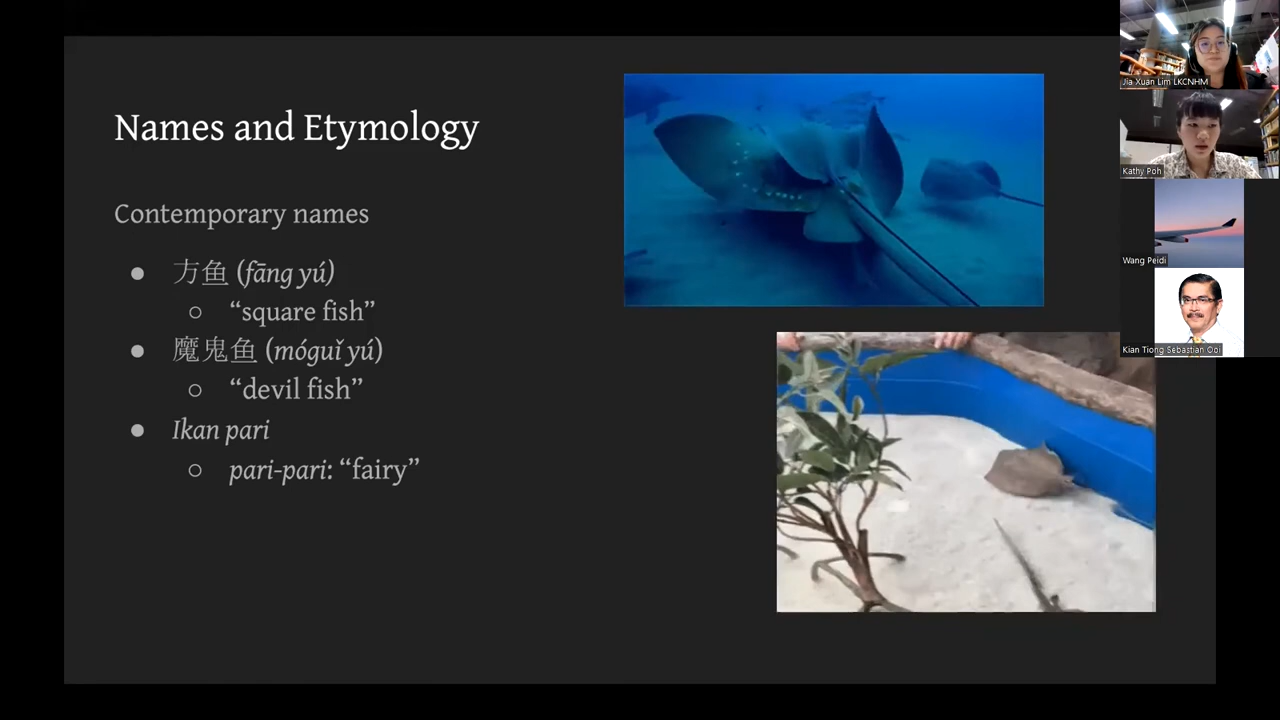 Names and Etymology
Contemporary names
● 方鱼 (fāng yú)
○ “square fish”
● 魔鬼鱼 (móguǐ yú)
○ “devil fish”
● Ikan pari
○ pari-pari: “fairy”
Jia Xuan Lim LKCNHM
Kathy Poh
Wang Peidi
Kian Tiong Sebastian Ooi